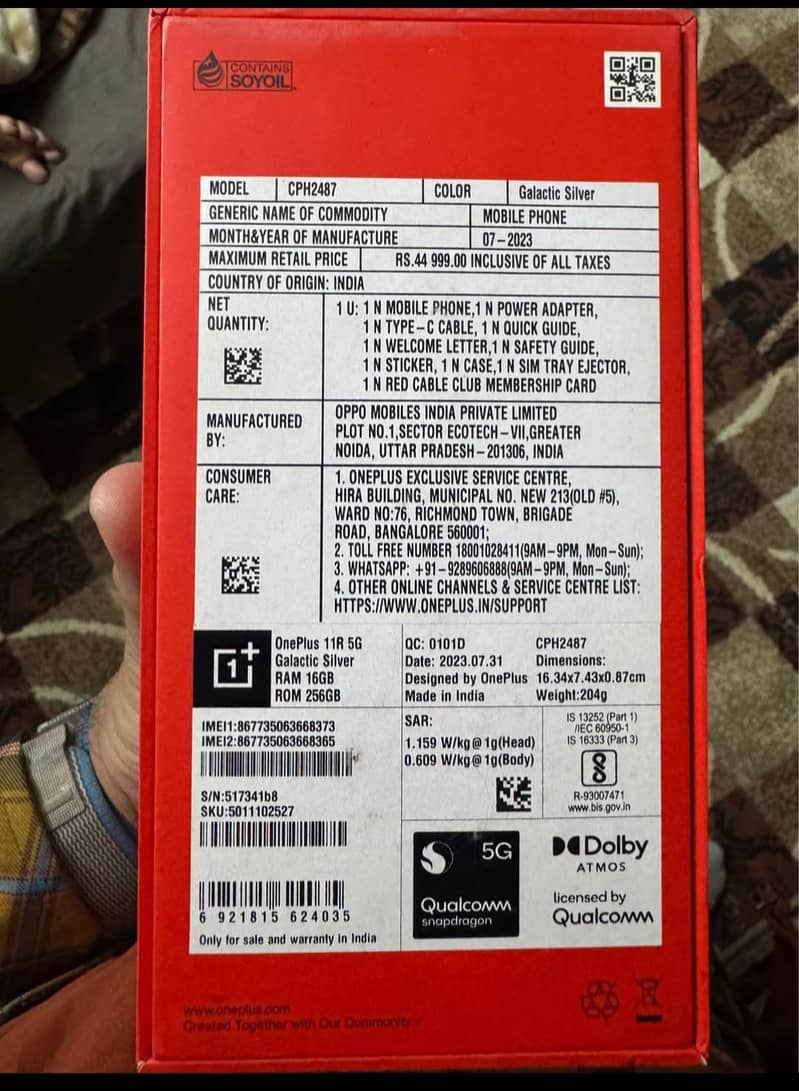 CONTAINS
SOYOIL
MODEL CPH2487 COLOR Galactic Silver
GENERIC NAME OF COMMODITY MOBILE PHONE
MONTH&YEAR OF MANUFACTURE 07-2023
MAXIMUM RETAIL PRICE RS.44 999.00 INCLUSIVE OF ALL TAXES
COUNTRY OF ORIGIN: INDIA
NET
QUANTITY:
1 U: 1 N MOBILE PHONE,1 N POWER ADAPTER,
1 N TYPE-C CABLE, 1 N QUICK GUIDE,
1 N WELCOME LETTER,1 N SAFETY GUIDE,
1 N STICKER, 1 N CASE,1 N SIM TRAY EJECTOR,
1 N RED CABLE CLUB MEMBERSHIP CARD
MANUFACTURED
BY:
OPPO MOBILES INDIA PRIVATE LIMITED
PLOT NO.1,SECTOR ECOTECH-VII,GREATER
NOIDA, UTTAR PRADESH-201306, INDIA
CONSUMER
CARE:
1. ONEPLUS EXCLUSIVE SERVICE CENTRE,
HIRA BUILDING, MUNICIPAL NO. NEW 213(OLD #5),
WARD NO:76, RICHMOND TOWN, BRIGADE
ROAD, BANGALORE 560001;
2. TOLL FREE NUMBER 18001028411(9AM-9PM, Mon-Sun);
3. WHATSAPP: +91-9289606888(9AM-9PM, Mon-Sun);
4. OTHER ONLINE CHANNELS & SERVICE CENTRE LIST:
HTTPS://WWW.ONEPLUS.IN/SUPPORT
OnePlus 11R 5G
Galactic Silver
RAM 16GB
ROM 256GB
QC: 0101D
Date: 2023.07.31
Designed by OnePlus
Made in India
CPH2487
Dimensions:
16.34x7.43x0.87cm
Weight:204g
IMEI1:867735063668373
IMEI2:867735063668365
S/N:517341b8
SKU:5011102527
6 921815 624035
Only for sale and warranty in India
SAR:
1.159 W/kg@1g(Head)
0.609 W/kg@1g(Body)
IS 13252 (Part 1)
/IEC 60950-1
IS 16333 (Part 3)
R-93007471
www.bis.gov.in
5G
Qualcomm
snapdragon
Dolby
ATMOS
licensed by
Qualcomm
www.oneplus.com
Created Together with Our Community